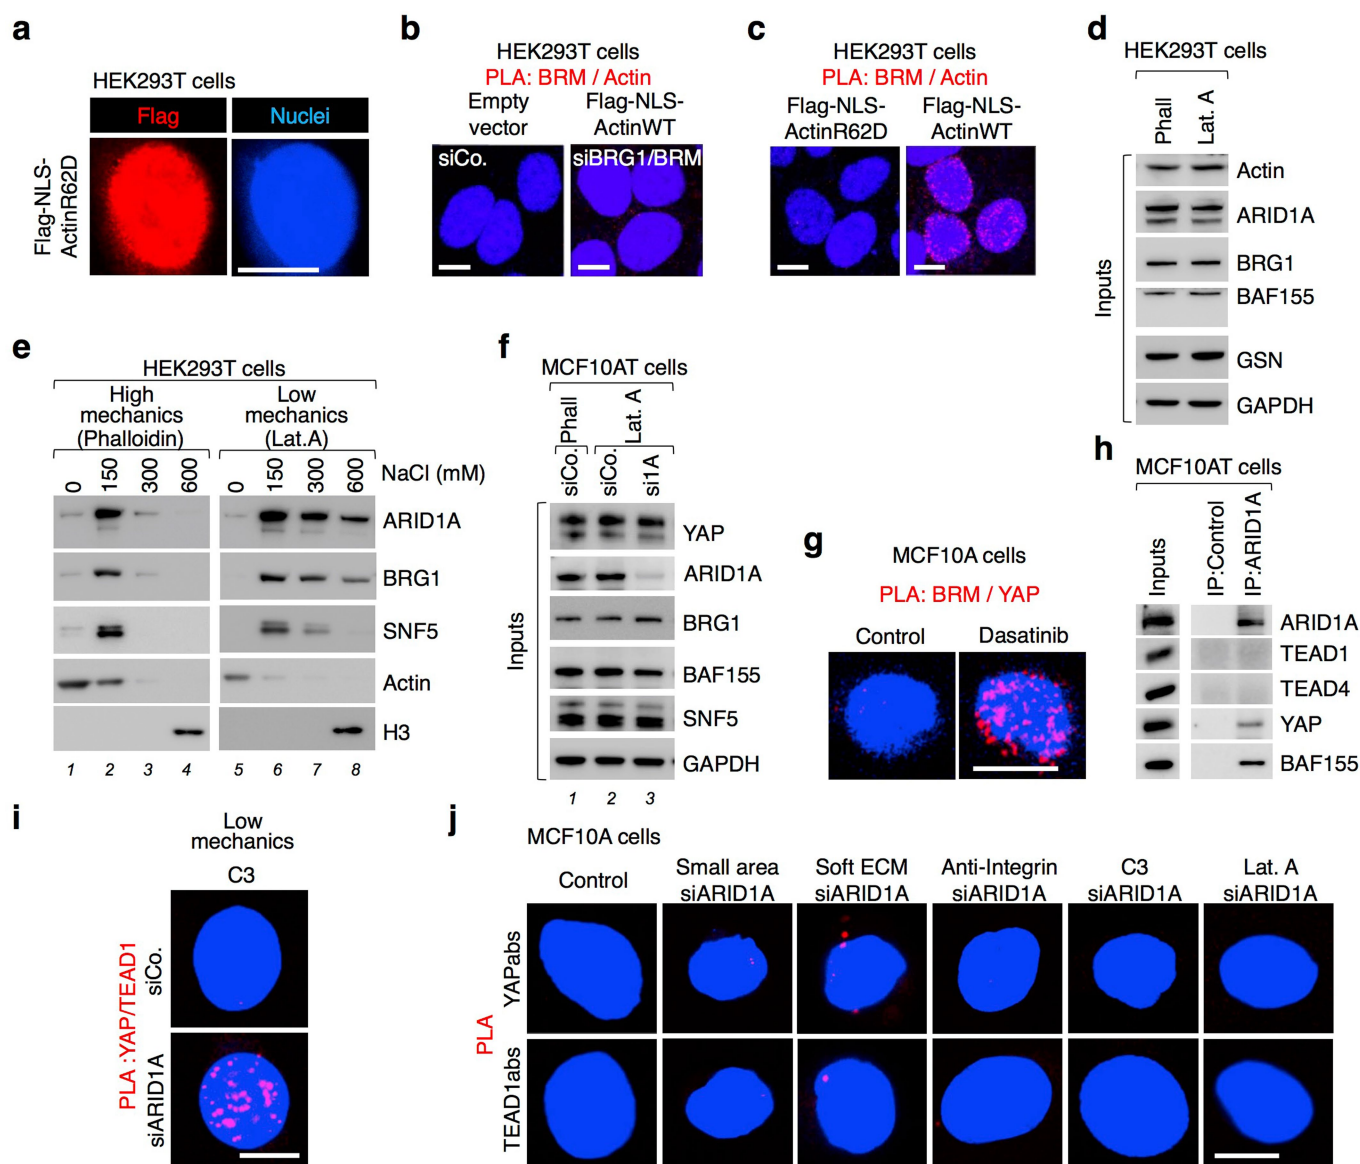 a
HEK293T cells
Flag
Nuclei
Flag-NLS-
ActinR62D
b
HEK293T cells
PLA: BRM / Actin
Empty
vector
Flag-NLS-
ActinWT
siCo.
siBRG1/BRM
c
HEK293T cells
PLA: BRM / Actin
Flag-NLS-
ActinR62D
Flag-NLS-
ActinWT
d
HEK293T cells
Phall
Lat. A
Inputs
Actin
ARID1A
BRG1
BAF155
GSN
GAPDH
e
HEK293T cells
High
mechanics
(Phalloidin)
Low
mechanics
(Lat.A)
0 150 300 600 0 150 300 600 NaCl (mM)
ARID1A
BRG1
SNF5
Actin
H3
1 2 3 4 5 6 7 8
f
MCF10AT cells
Phall
Lat. A
siCo. siCo. si1A
Inputs
YAP
ARID1A
BRG1
BAF155
SNF5
GAPDH
1 2 3
g
MCF10A cells
PLA: BRM / YAP
Control
Dasatinib
h
MCF10AT cells
Inputs
IP:Control
IP:ARID1A
ARID1A
TEAD1
TEAD4
YAP
BAF155
i
Low
mechanics
C3
PLA :YAP/TEAD1
siCo.
siARID1A
j
MCF10A cells
Control
Small area
siARID1A
Soft ECM
siARID1A
Anti-Integrin
siARID1A
C3
siARID1A
Lat. A
siARID1A
PLA
YAPabs
TEAD1abs